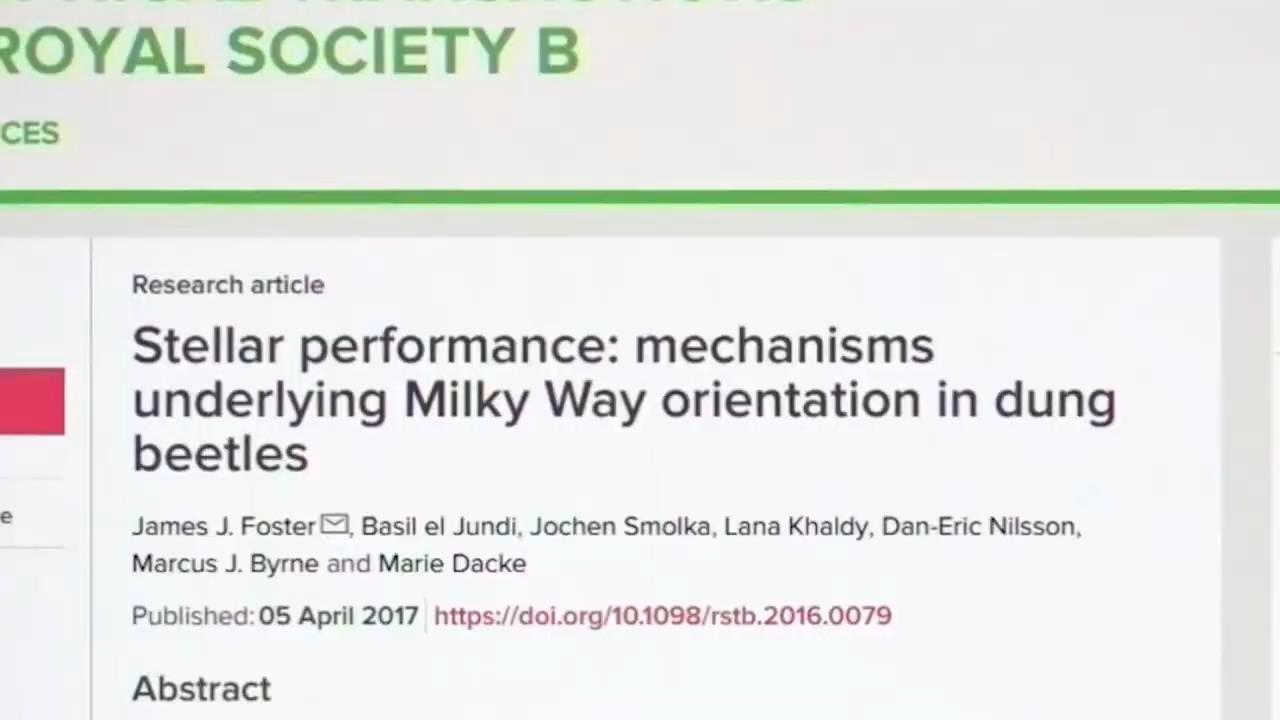 ROYAL SOCIETY B
CES
Research article
Stellar performance: mechanisms
underlying Milky Way orientation in dung
beetles
e
James J. Foster, Basil el Jundi, Jochen Smolka, Lana Khaldy, Dan-Eric Nilsson,
Marcus J. Byrne and Marie Dacke
Published: 05 April 2017 https://doi.org/10.1098/rstb.2016.0079
Abstract